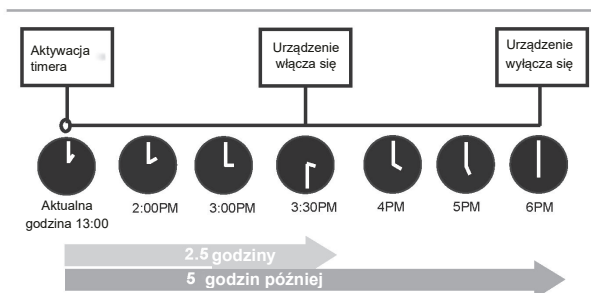 Aktywacja
timera
Urządzenie
włącza się
Urządzenie
wyłącza się
Aktualna
godzina 13:00
2:00PM
3:00PM
3:30PM
4PM
5PM
6PM
2.5 godziny
5 godzin później